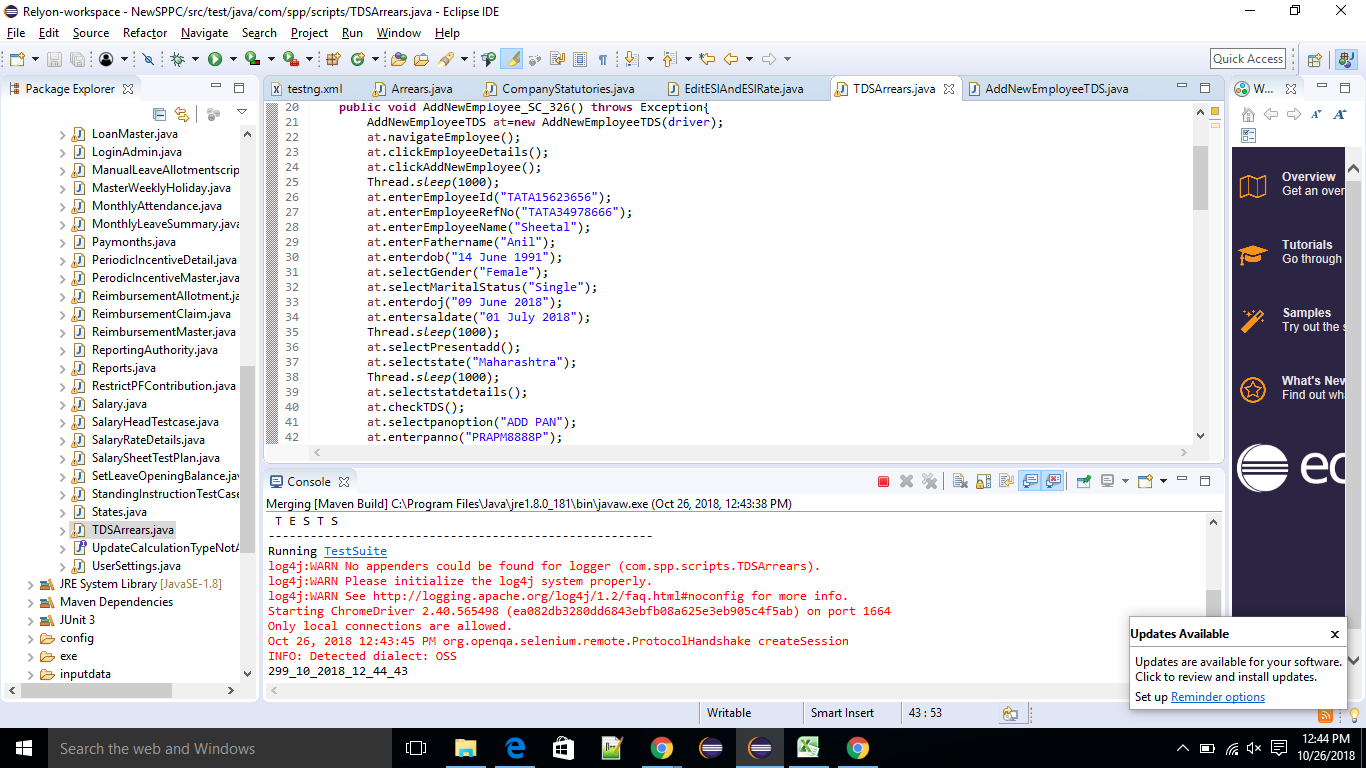 Relyon-workspace - NewSPPC/src/test/java/com/spp/scripts/TDSArrears.java - Eclipse IDE
File Edit Source Refactor Navigate Search Project Run Window Help
Quick Access
Package Explorer
LoanMaster.java
LoginAdmin.java
ManualLeaveAllotmentscrip
MasterWeeklyHoliday.java
MonthlyAttendance.java
MonthlyLeaveSummary.java
Paymonths.java
PeriodicIncentiveDetail.java
PerodicIncentiveMaster.java
ReimbursementAllotment.ja
ReimbursementClaim.java
ReimbursementMaster.java
ReportingAuthority.java
Reports.java
RestrictPFContribution.java
Salary.java
SalaryHeadTestcase.java
SalaryRateDetails.java
SalarySheetTestPlan.java
SetLeaveOpeningBalance.jav
StandingInstructionTestCase
States.java
TDSArrears.java
UpdateCalculationTypeNotA
UserSettings.java
JRE System Library [JavaSE-1.8]
Maven Dependencies
JUnit 3
config
exe
inputdata
testng.xml Arrears.java CompanyStatutories.java EditESIAndESIRate.java TDSArrears.java AddNewEmployeeTDS.java
20 public void AddNewEmployee_SC_326() throws Exception{
21 AddNewEmployeeTDS at=new AddNewEmployeeTDS(driver);
22 at.navigateEmployee();
23 at.clickEmployeeDetails();
24 at.clickAddNewEmployee();
25 Thread.sleep(1000);
26 at.enterEmployeeId("TATA15623656");
27 at.enterEmployeeRefNo("TATA34978666");
28 at.enterEmployeeName("Sheetal");
29 at.enterFathername("Anil");
30 at.enterdob("14 June 1991");
31 at.selectGender("Female");
32 at.selectMaritalStatus("Single");
33 at.enterdoj("09 June 2018");
34 at.entersaldate("01 July 2018");
35 Thread.sleep(1000);
36 at.selectPresentadd();
37 at.selectstate("Maharashtra");
38 Thread.sleep(1000);
39 at.selectstatdetails();
40 at.checkTDS();
41 at.selectpanoption("ADD PAN");
42 at.enterpanno("PRAPM8888P");
Console
Merging [Maven Build] C:\Program Files\Java\jre1.8.0_181\bin\javaw.exe (Oct 26, 2018, 12:43:38 PM)
T E S T S
-------------------------------------------------------
Running TestSuite
log4j:WARN No appenders could be found for logger (com.spp.scripts.TDSArrears).
log4j:WARN Please initialize the log4j system properly.
log4j:WARN See http://logging.apache.org/log4j/1.2/faq.html#noconfig for more info.
Starting ChromeDriver 2.40.565498 (ea082db3280dd6843ebfb08a625e3eb905c4f5ab) on port 1664
Only local connections are allowed.
Oct 26, 2018 12:43:45 PM org.openqa.selenium.remote.ProtocolHandshake createSession
INFO: Detected dialect: OSS
299_10_2018_12_44_43
W...
Overview
Get an over
Tutorials
Go through
Samples
Try out the s
What's New
Find out wh
ec
Updates Available
Updates are available for your software.
Click to review and install updates.
Set up Reminder options
Writable
Smart Insert
43 : 53
Search the web and Windows
12:44 PM
10/26/2018